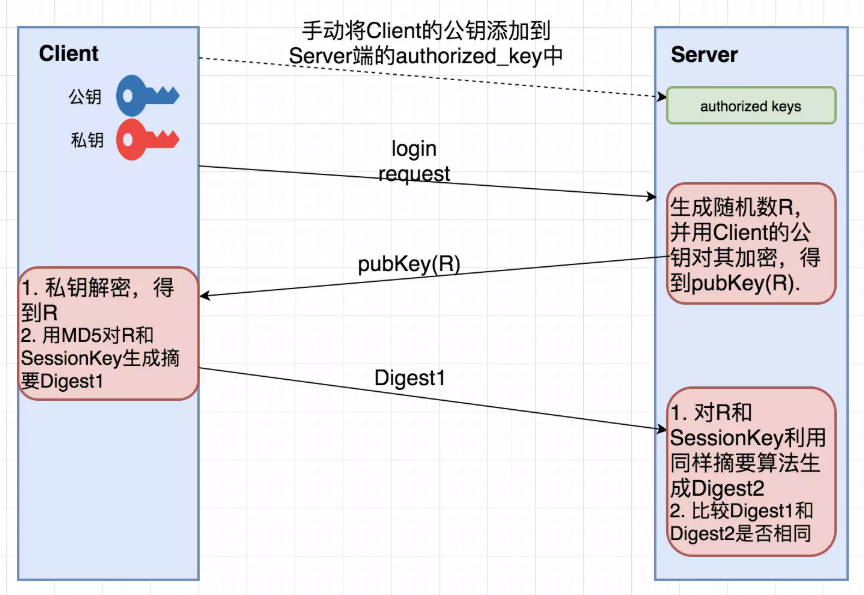 手动将Client的公钥添加到
Server端的authorized_key中
Client
Server
公钥
私钥
authorized keys
login
request
生成随机数R，
并用Client的公
钥对其加密，得
到pubKey(R).
pubKey(R)
1. 私钥解密，得
到R
2. 用MD5对R和
SessionKey生成摘
要Digest1
Digest1
1. 对R和
SessionKey利用
同样摘要算法生
成Digest2
2. 比较Digest1和
Digest2是否相同